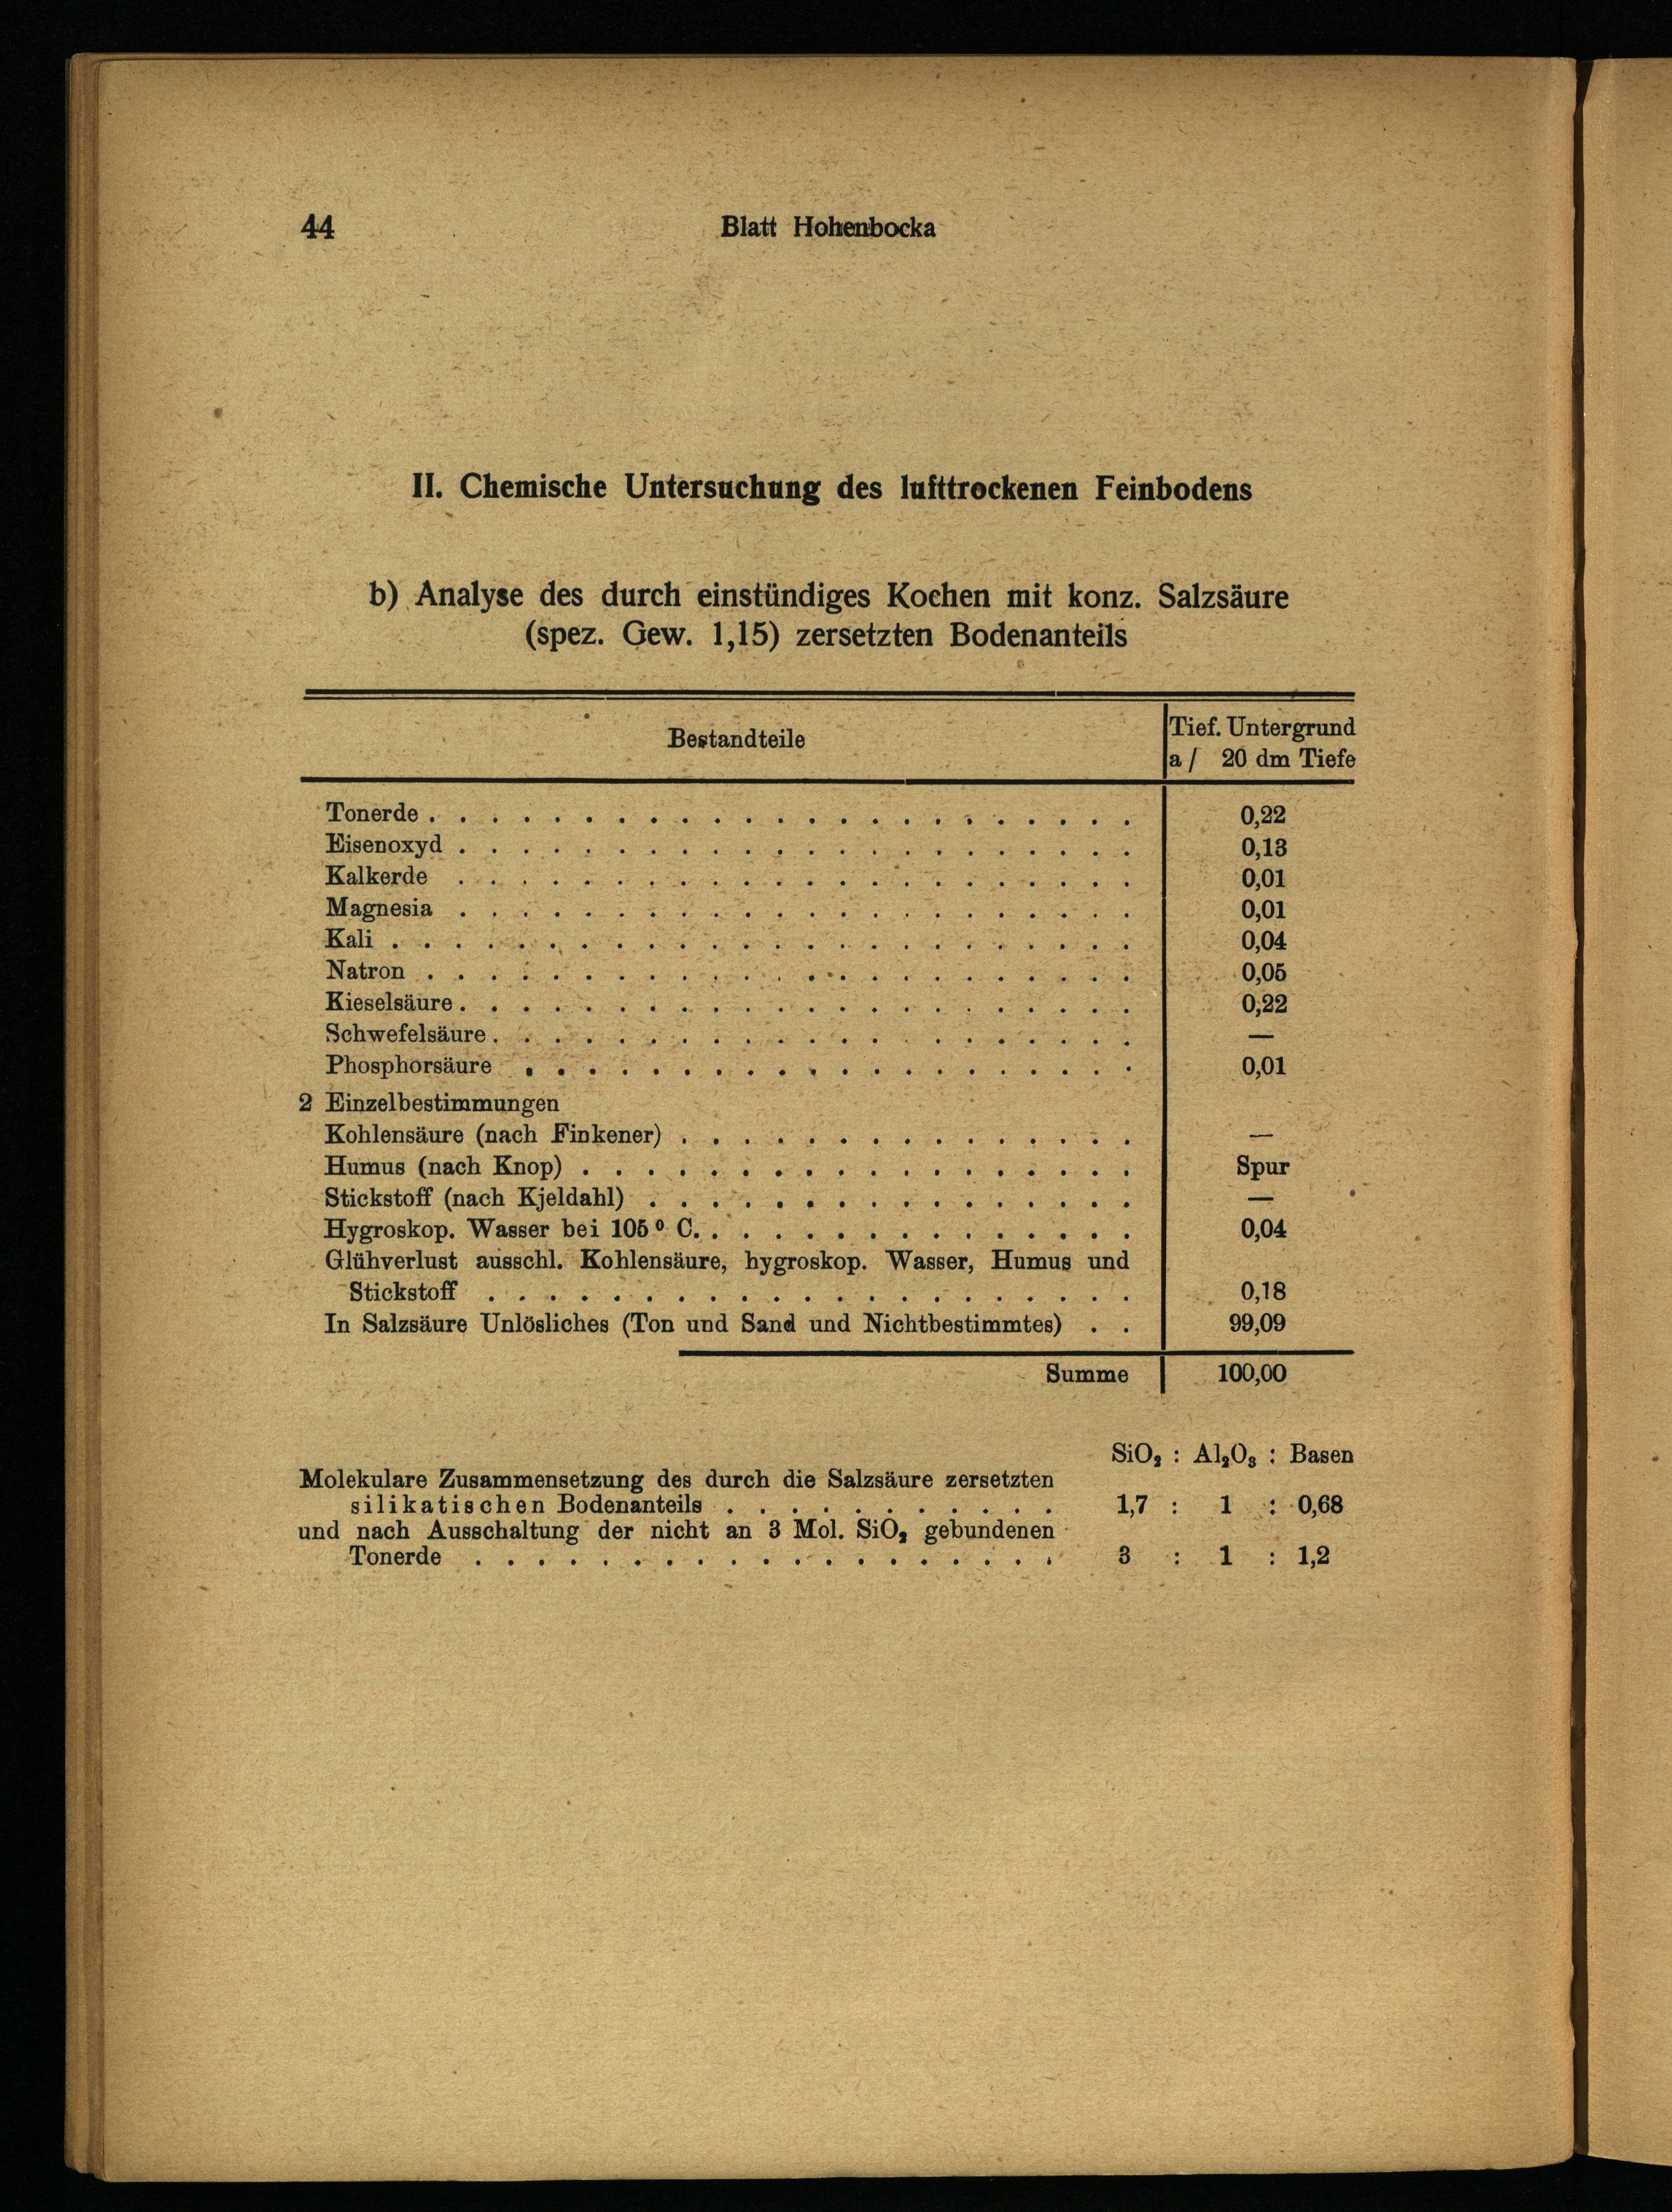 44 Blatt Hohenbocka
II. Chemische Untersuchung des lufttrockenen Feinbodens
b) Analyse des durch einstündiges Kochen mit konz. Salzsäure
(spez. Gew. 1,15) zersetzten Bodenanteils
Bestandteile
Tief. Untergrund
a / 20 dm Tiefe
Tonerde . . . . . . . . . . . . . . . . . . . . . . . 0,22
Eisenoxyd . . . . . . . . . . . . . . . . . . . . . . 0,13
Kalkerde . . . . . . . . . . . . . . . . . . . . . . 0,01
Magnesia . . . . . . . . . . . . . . . . . . . . . . 0,01
Kali . . . . . . . . . . . . . . . . . . . . . . . . 0,04
Natron . . . . . . . . . . . . . . . . . . . . . . . 0,05
Kieselsäure . . . . . . . . . . . . . . . . . . . . . . 0,22
Schwefelsäure . . . . . . . . . . . . . . . . . . . . . —
Phosphorsäure . . . . . . . . . . . . . . . . . . . . 0,01
2 Einzelbestimmungen
Kohlensäure (nach Finkener) . . . . . . . . . . . . . . . —
Humus (nach Knop) . . . . . . . . . . . . . . . . . . Spur
Stickstoff (nach Kjeldahl) . . . . . . . . . . . . . . . . —
Hygroskop. Wasser bei 105° C. . . . . . . . . . . . . . . 0,04
Glühverlust ausschl. Kohlensäure, hygroskop. Wasser, Humus und
Stickstoff . . . . . . . . . . . . . . . . . . . . . 0,18
In Salzsäure Unlösliches (Ton und Sand und Nichtbestimmtes) . . 99,09
Summe 100,00
SiO₂ : Al₂O₃ : Basen
Molekulare Zusammensetzung des durch die Salzsäure zersetzten
silikatischen Bodenanteils . . . . . . . . . . . 1,7 : 1 : 0,68
und nach Ausschaltung der nicht an 3 Mol. SiO₂ gebundenen
Tonerde . . . . . . . . . . . . . . . . . . . 3 : 1 : 1,2